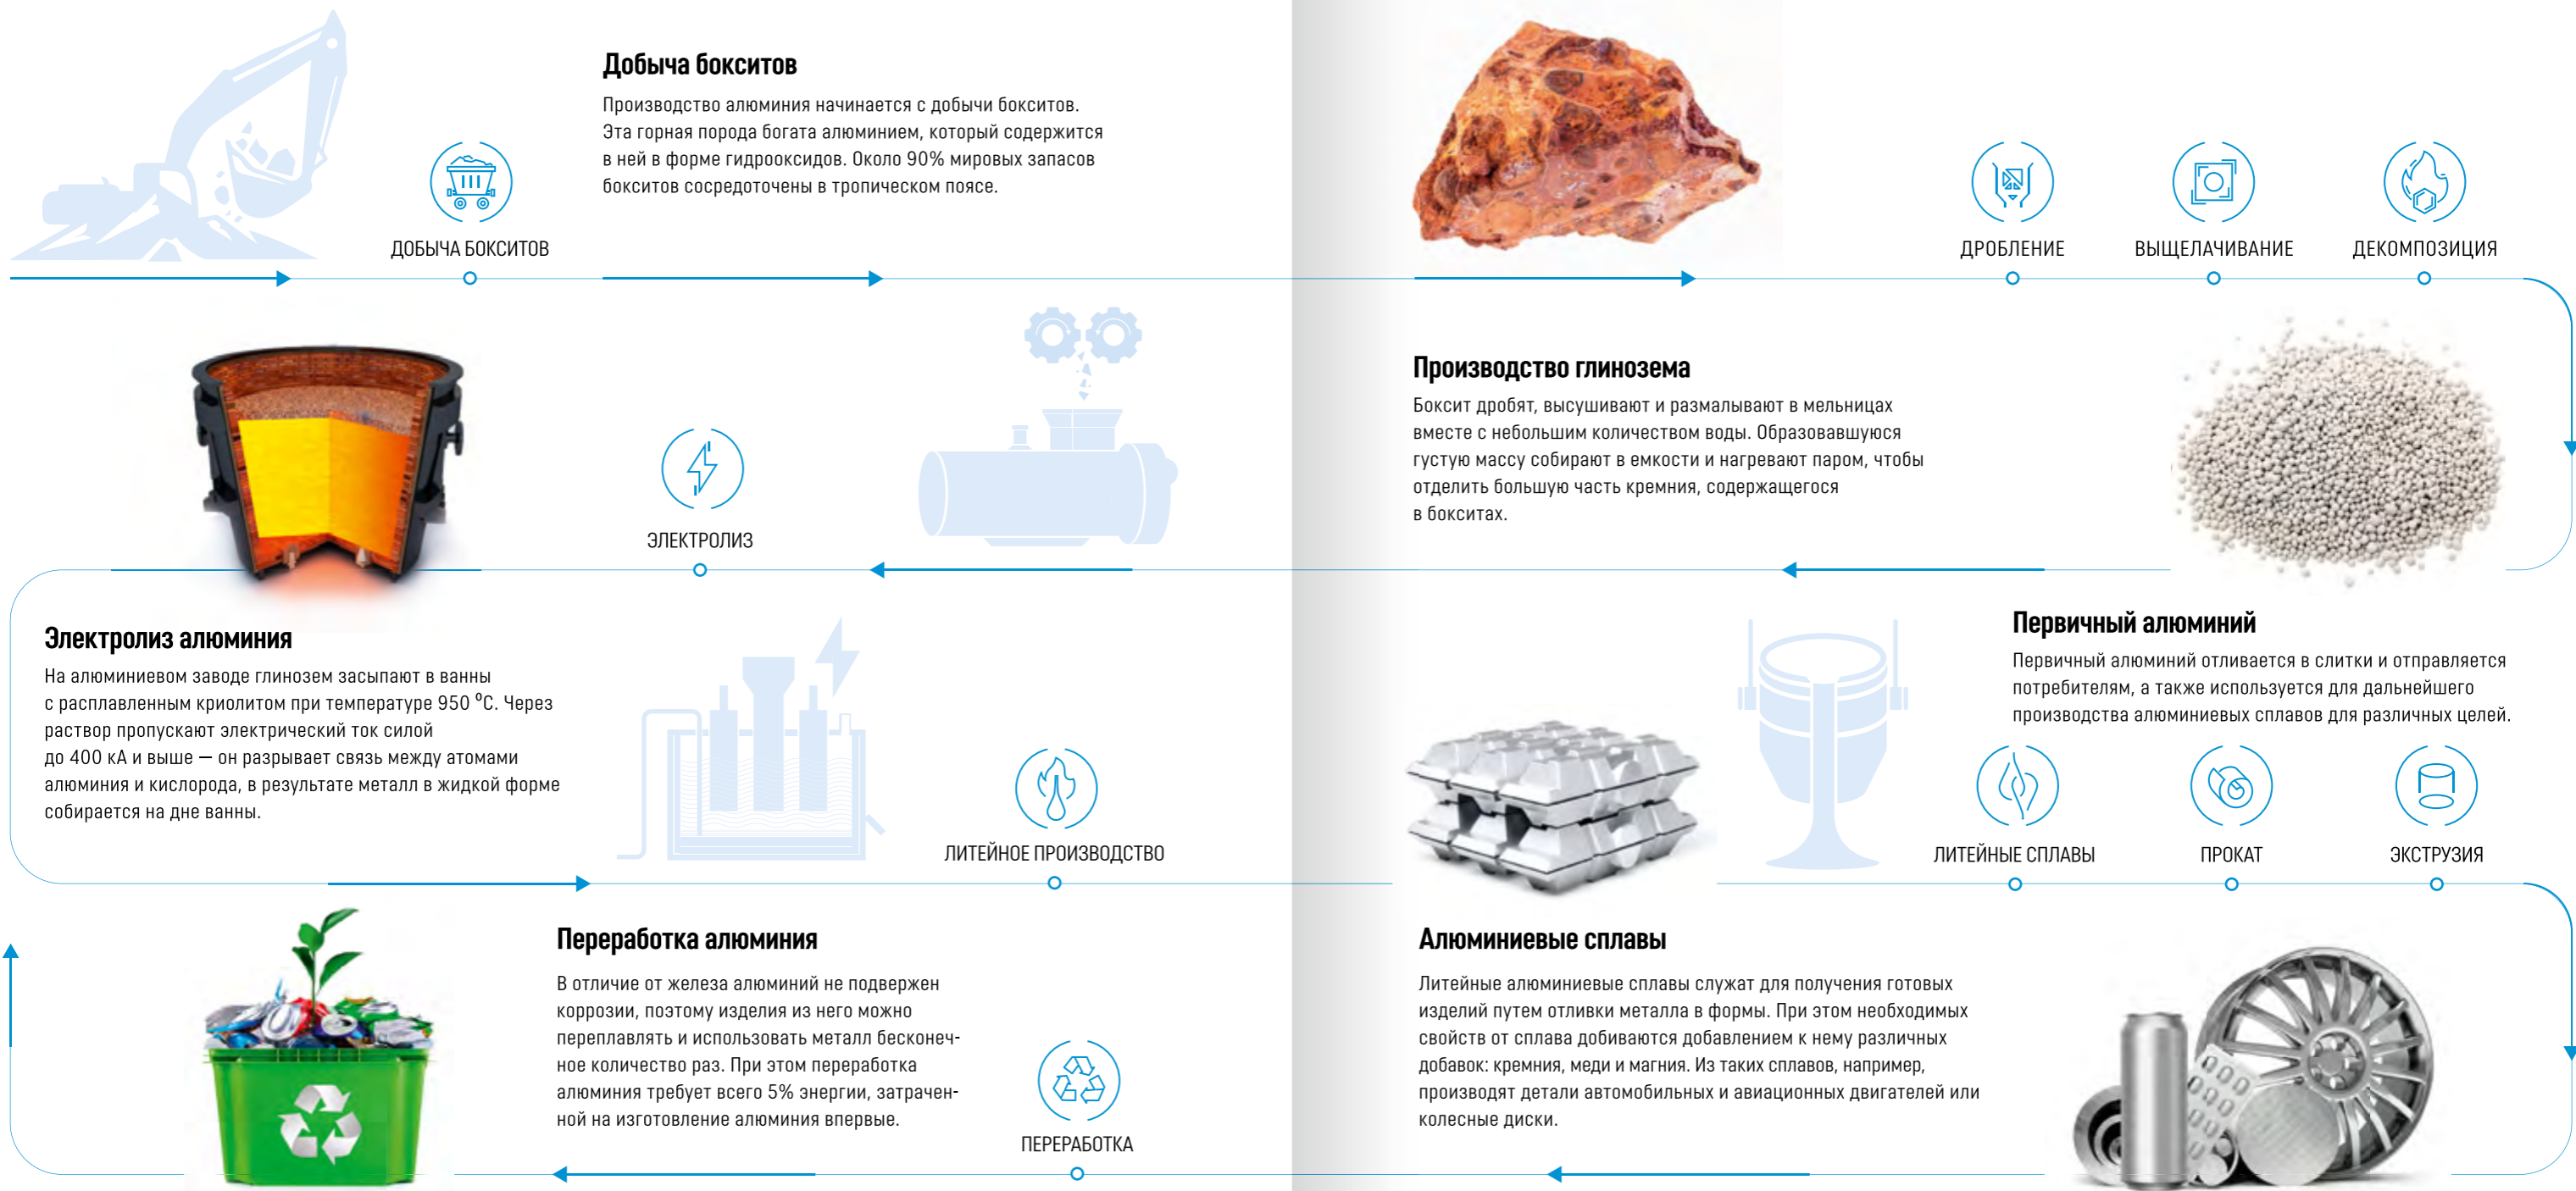 Добыча бокситов
Производство алюминия начинается с добычи бокситов.
Эта горная порода богата алюминием, который содержится
в ней в форме гидрооксидов. Около 90% мировых запасов
бокситов сосредоточены в тропическом поясе.
ДОБЫЧА БОКСИТОВ
ДРОБЛЕНИЕ
ВЫЩЕЛАЧИВАНИЕ
ДЕКОМПОЗИЦИЯ
Производство глинозема
Боксит дробят, высушивают и размалывают в мельницах
вместе с небольшим количеством воды. Образовавшуюся
густую массу собирают в емкости и нагревают паром, чтобы
отделить большую часть кремния, содержащегося
в бокситах.
ЭЛЕКТРОЛИЗ
Электролиз алюминия
На алюминиевом заводе глинозем засыпают в ванны
с расплавленным криолитом при температуре 950 ⁰С. Через
раствор пропускают электрический ток силой
до 400 кА и выше — он разрывает связь между атомами
алюминия и кислорода, в результате металл в жидкой форме
собирается на дне ванны.
ЛИТЕЙНОЕ ПРОИЗВОДСТВО
Первичный алюминий
Первичный алюминий отливается в слитки и отправляется
потребителям, а также используется для дальнейшего
производства алюминиевых сплавов для различных целей.
ЛИТЕЙНЫЕ СПЛАВЫ
ПРОКАТ
ЭКСТРУЗИЯ
Алюминиевые сплавы
Литейные алюминиевые сплавы служат для получения готовых
изделий путем отливки металла в формы. При этом необходимых
свойств от сплава добиваются добавлением к нему различных
добавок: кремния, меди и магния. Из таких сплавов, например,
производят детали автомобильных и авиационных двигателей или
колесные диски.
Переработка алюминия
В отличие от железа алюминий не подвержен
коррозии, поэтому изделия из него можно
переплавлять и использовать металл бесконеч-
ное количество раз. При этом переработка
алюминия требует всего 5% энергии, затрачен-
ной на изготовление алюминия впервые.
ПЕРЕРАБОТКА